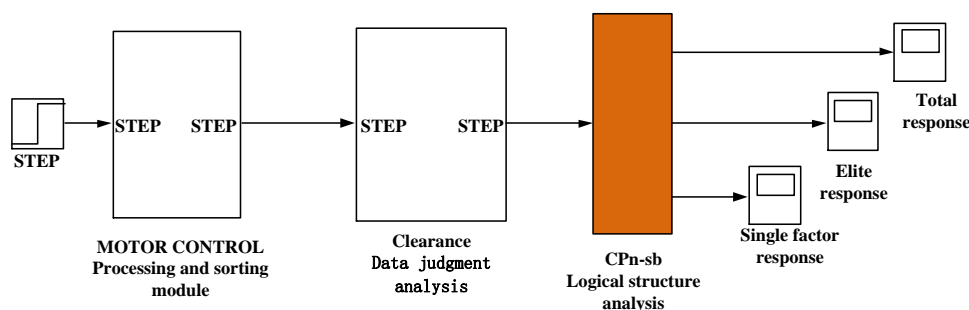 STEP
STEP STEP
MOTOR CONTROL
Processing and sorting
module
STEP STEP
Clearance
Data judgment
analysis
CPn-sb
Logical structure
analysis
Total
response
Elite
response
Single factor
response